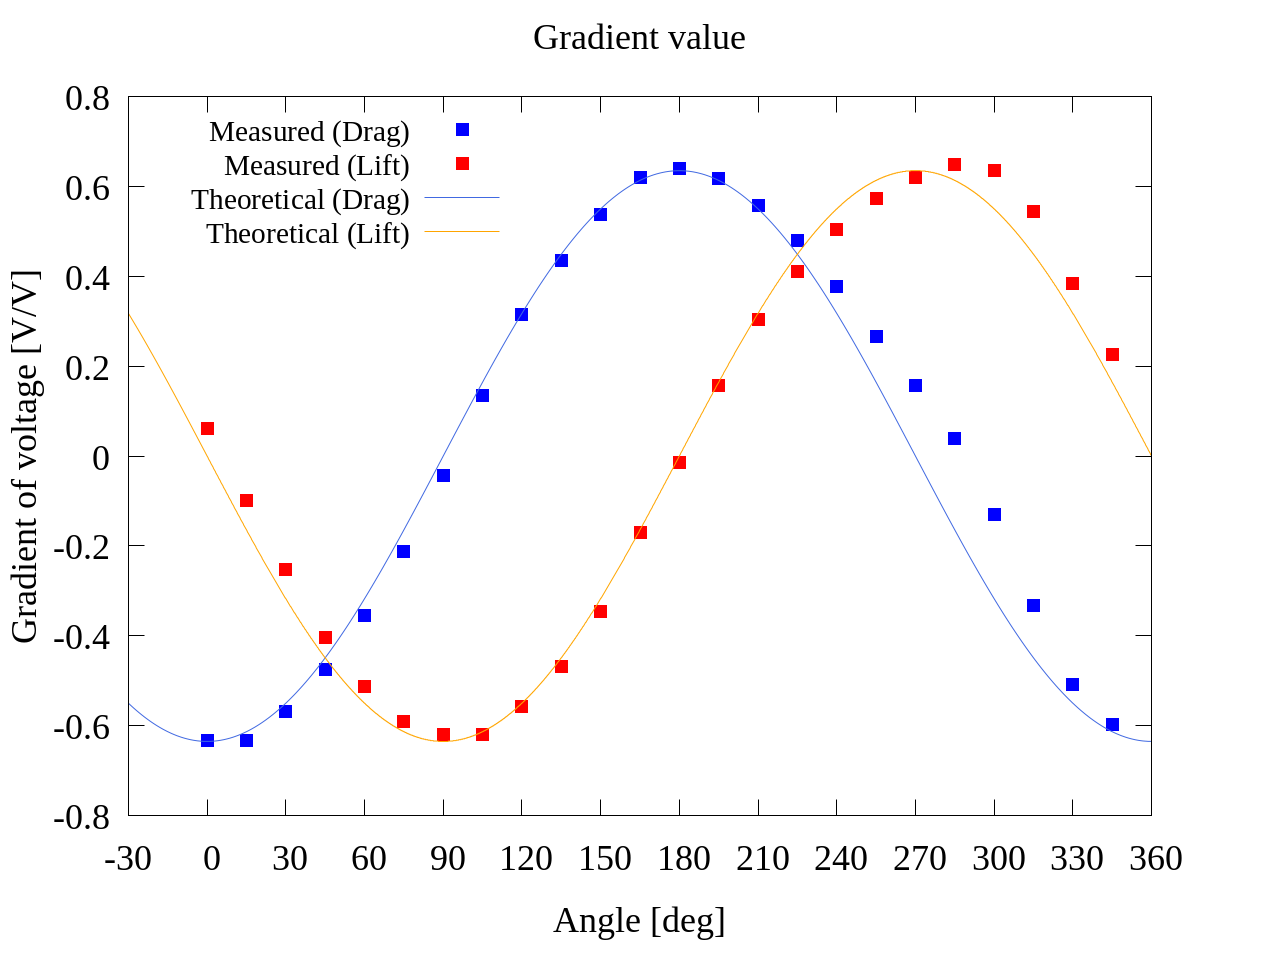 Gradient value
0.8
0.6
0.4
0.2
0
-0.2
-0.4
-0.6
-0.8
Gradient of voltage [V/V]
Measured (Drag)
Measured (Lift)
Theoretical (Drag)
Theoretical (Lift)
-30 0 30 60 90 120 150 180 210 240 270 300 330 360
Angle [deg]